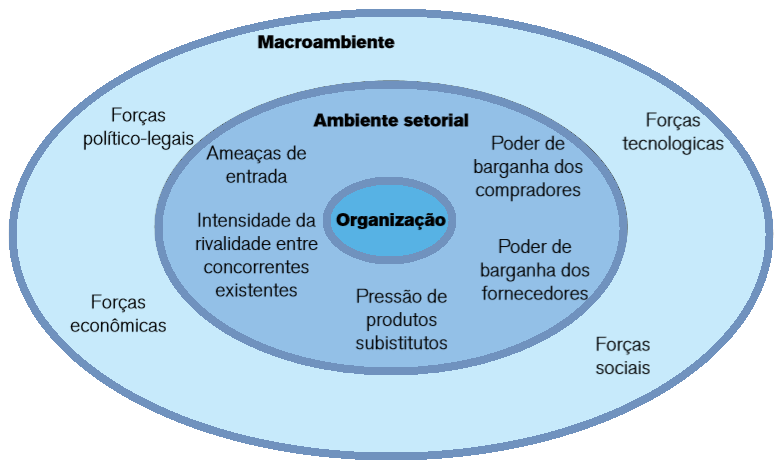 Macroambiente
Forças
político-legais
Forças
tecnologicas
Ambiente setorial
Ameaças de
entrada
Poder de
barganha dos
compradores
Organização
Intensidade da
rivalidade entre
concorrentes
existentes
Poder de
barganha dos
fornecedores
Pressão de
produtos
subistitutos
Forças
econômicas
Forças
sociais